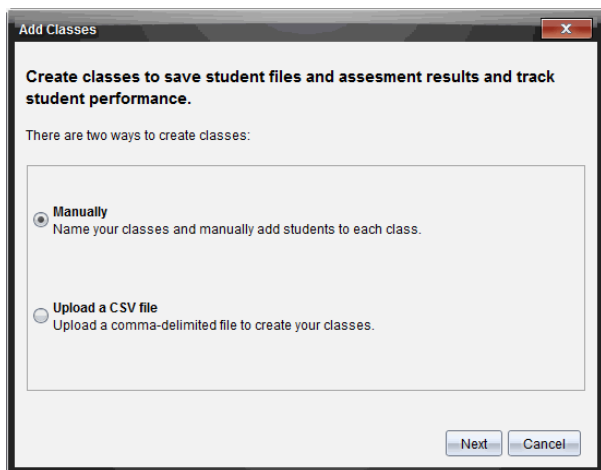 Add Classes
Create classes to save student files and assesment results and track
student performance.
There are two ways to create classes:
Manually
Name your classes and manually add students to each class.
Upload a CSV file
Upload a comma-delimited file to create your classes.
Next Cancel